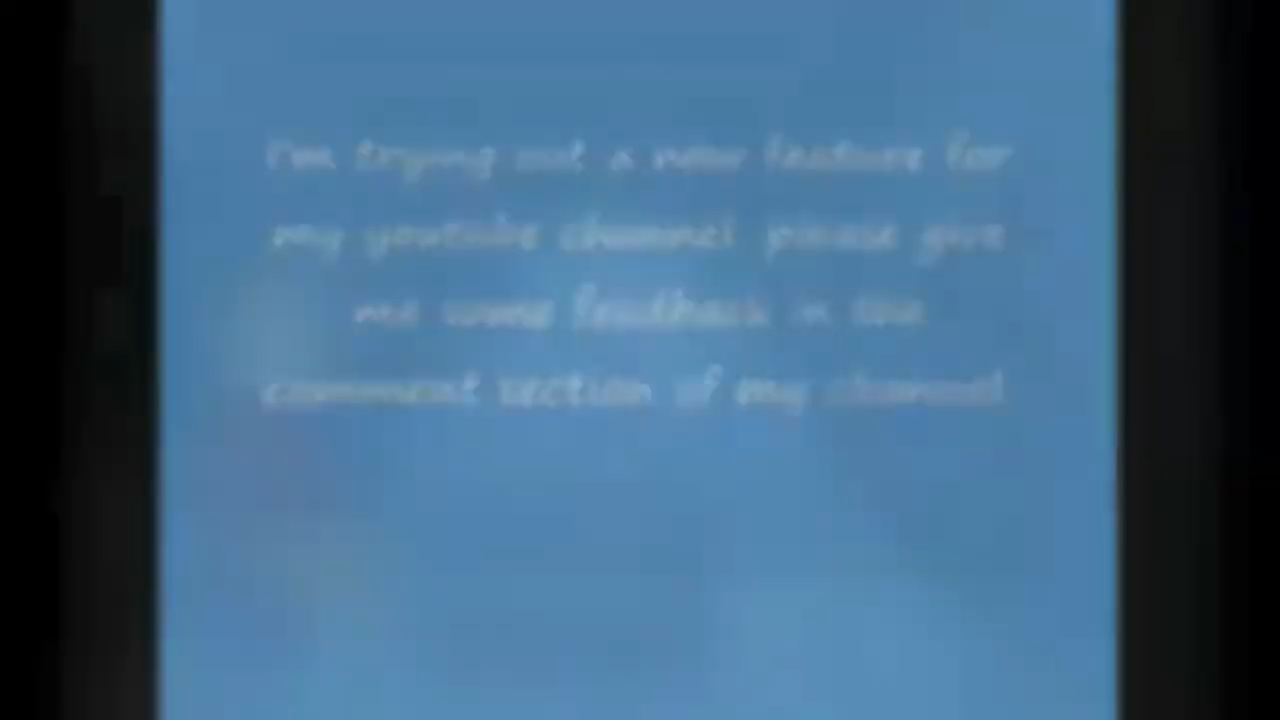 I'm trying out a new feature for
my youtube channel please give
me some feedback in the
comment section of my channel